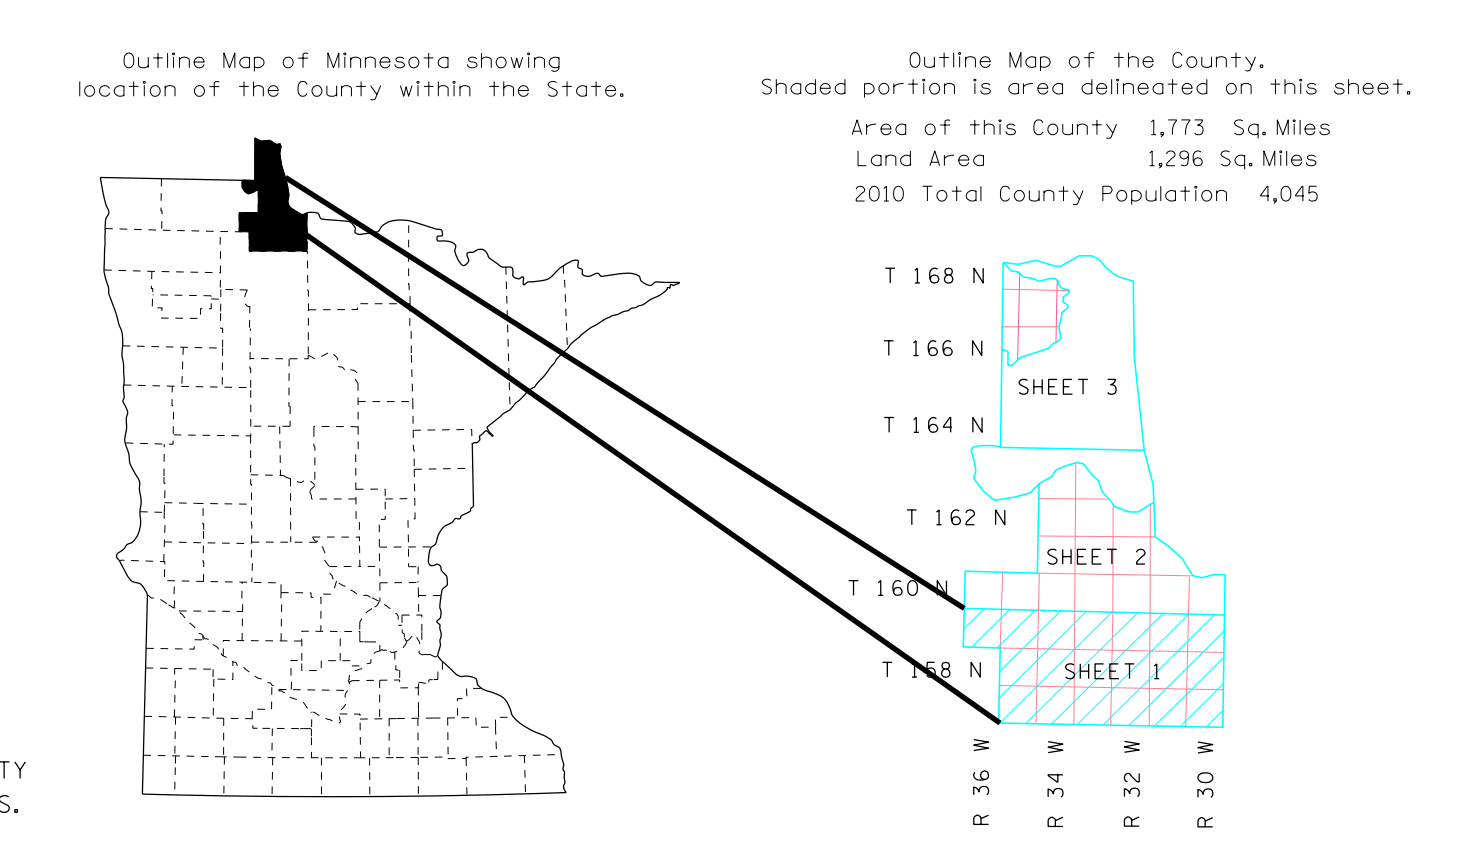 Outline Map of Minnesota showing
location of the County within the State.
Outline Map of the County.
Shaded portion is area delineated on this sheet.
Area of this County 1,773 Sq. Miles
Land Area 1,296 Sq. Miles
2010 Total County Population 4,045
T 168 N
T 166 N
SHEET 3
T 164 N
T 162 N
SHEET 2
T 160 N
T 158 N
SHEET 1
R 36 W
R 34 W
R 32 W
R 30 W
TY
S.